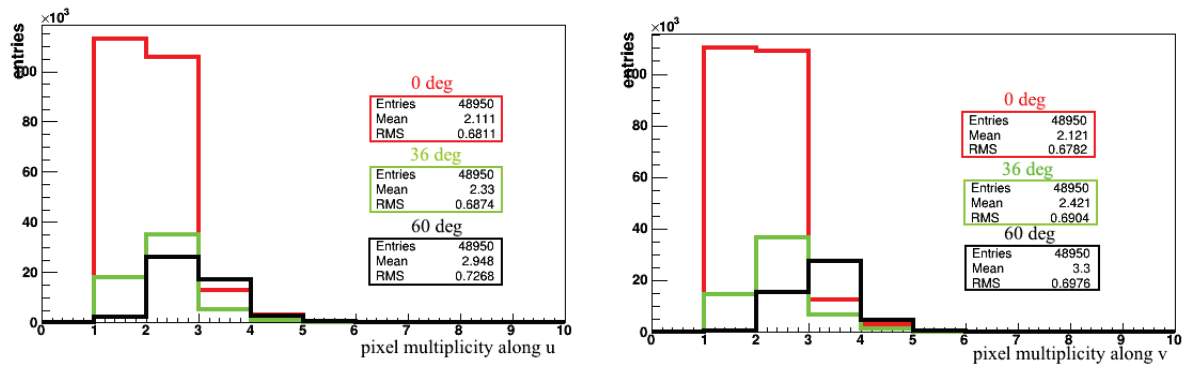 ×10³
entries
100
80
60
40
20
0
0 1 2 3 4 5 6 7 8 9 10
pixel multiplicity along u
0 deg
Entries 48950
Mean 2.111
RMS 0.6811
36 deg
Entries 48950
Mean 2.33
RMS 0.6874
60 deg
Entries 48950
Mean 2.948
RMS 0.7268
×10³
entries
100
80
60
40
20
0
0 1 2 3 4 5 6 7 8 9 10
pixel multiplicity along v
0 deg
Entries 48950
Mean 2.121
RMS 0.6782
36 deg
Entries 48950
Mean 2.421
RMS 0.6904
60 deg
Entries 48950
Mean 3.3
RMS 0.6976